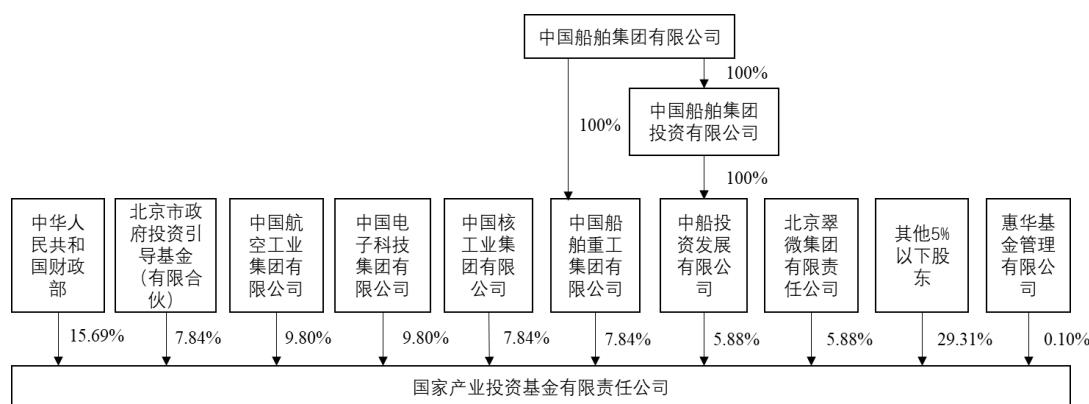 中国船舶集团有限公司
100%
中国船舶集团
投资有限公司
100%
100%
中华人
民共和
国财政
部
北京市政
府投资引
导基金
（有限合
伙）
中国航
空工业
集团有
限公司
中国电
子科技
集团有
限公司
中国核
工业集
团有限
公司
中国船
舶重工
集团有
限公司
中船投
资发展
有限公
司
北京翠
微集团
有限责
任公司
其他5%
以下股
东
惠华基
金管理
有限公
司
15.69%
7.84%
9.80%
9.80%
7.84%
7.84%
5.88%
5.88%
29.31%
0.10%
国家产业投资基金有限责任公司